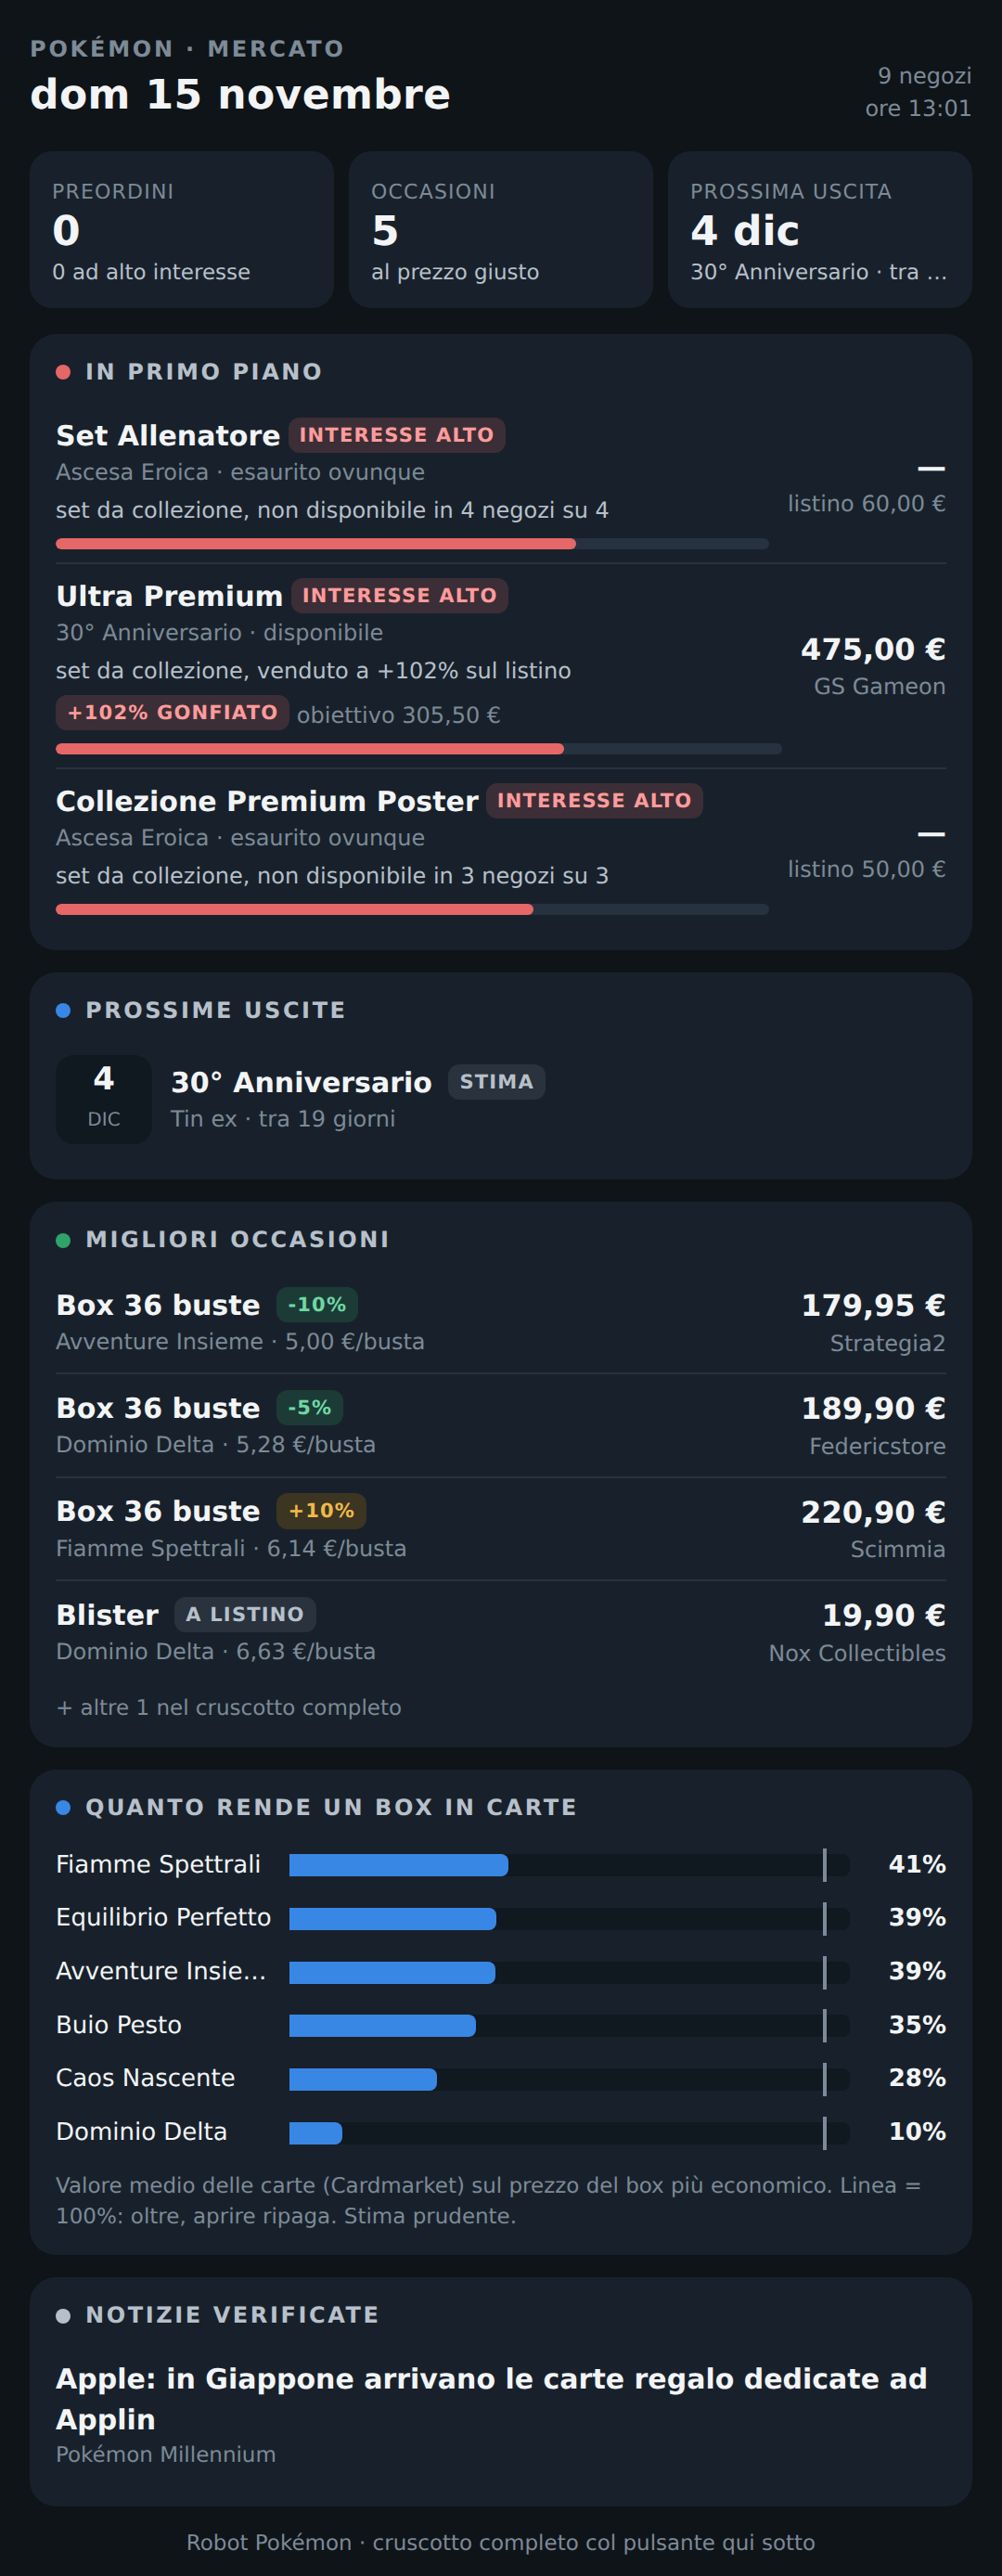 POKÉMON · MERCATO
dom 15 novembre
9 negozi
ore 13:01
PREORDINI
0
0 ad alto interesse
OCCASIONI
5
al prezzo giusto
PROSSIMA USCITA
4 dic
30° Anniversario · tra ...
IN PRIMO PIANO
Set Allenatore INTERESSE ALTO
Ascesa Eroica · esaurito ovunque
set da collezione, non disponibile in 4 negozi su 4
—
listino 60,00 €
Ultra Premium INTERESSE ALTO
30° Anniversario · disponibile
set da collezione, venduto a +102% sul listino
+102% GONFIATO obiettivo 305,50 €
475,00 €
GS Gameon
Collezione Premium Poster INTERESSE ALTO
Ascesa Eroica · esaurito ovunque
set da collezione, non disponibile in 3 negozi su 3
—
listino 50,00 €
PROSSIME USCITE
4
DIC
30° Anniversario STIMA
Tin ex · tra 19 giorni
MIGLIORI OCCASIONI
Box 36 buste -10%
Avventure Insieme · 5,00 €/busta
179,95 €
Strategia2
Box 36 buste -5%
Dominio Delta · 5,28 €/busta
189,90 €
Federicstore
Box 36 buste +10%
Fiamme Spettrali · 6,14 €/busta
220,90 €
Scimmia
Blister A LISTINO
Dominio Delta · 6,63 €/busta
19,90 €
Nox Collectibles
+ altre 1 nel cruscotto completo
QUANTO RENDE UN BOX IN CARTE
Fiamme Spettrali 41%
Equilibrio Perfetto 39%
Avventure Insie... 39%
Buio Pesto 35%
Caos Nascente 28%
Dominio Delta 10%
Valore medio delle carte (Cardmarket) sul prezzo del box più economico. Linea =
100%: oltre, aprire ripaga. Stima prudente.
NOTIZIE VERIFICATE
Apple: in Giappone arrivano le carte regalo dedicate ad
Applin
Pokémon Millennium
Robot Pokémon · cruscotto completo col pulsante qui sotto